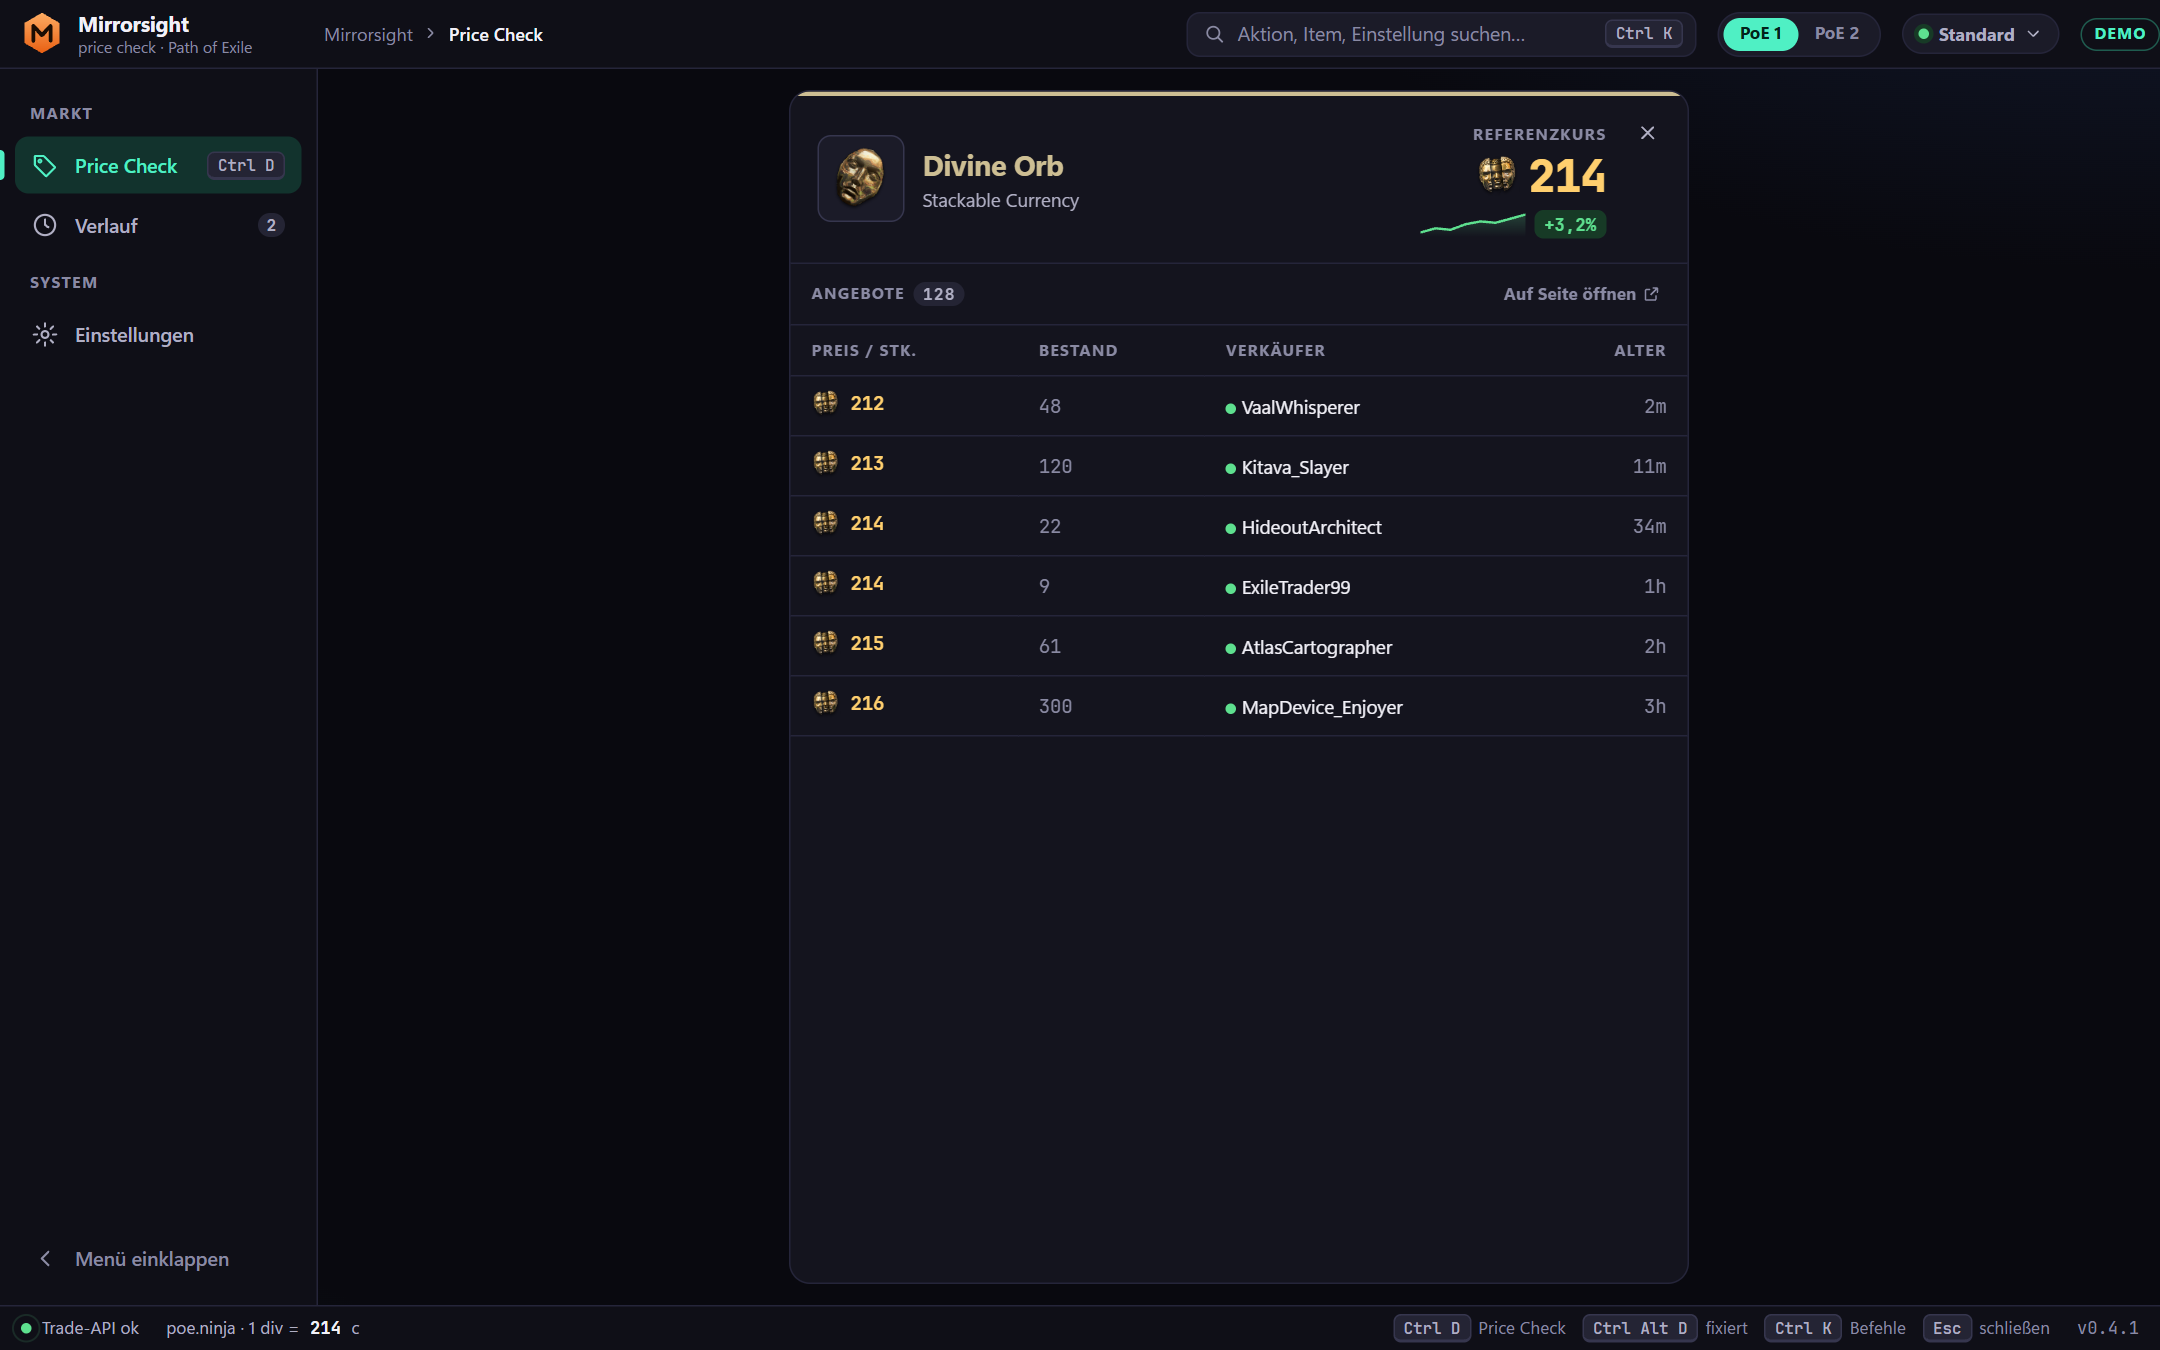 Mirrorsight
price check · Path of Exile
Mirrorsight > Price Check
Aktion, Item, Einstellung suchen... Ctrl K
PoE 1 PoE 2
Standard
DEMO
MARKT
Price Check Ctrl D
Verlauf 2
SYSTEM
Einstellungen
Menü einklappen
Divine Orb
Stackable Currency
REFERENZKURS
214
+3,2%
ANGEBOTE 128
Auf Seite öffnen
PREIS / STK. BESTAND VERKÄUFER ALTER
212 48 VaalWhisperer 2m
213 120 Kitava_Slayer 11m
214 22 HideoutArchitect 34m
214 9 ExileTrader99 1h
215 61 AtlasCartographer 2h
216 300 MapDevice_Enjoyer 3h
Trade-API ok poe.ninja · 1 div = 214 c
Ctrl D Price Check Ctrl Alt D fixiert Ctrl K Befehle Esc schließen v0.4.1